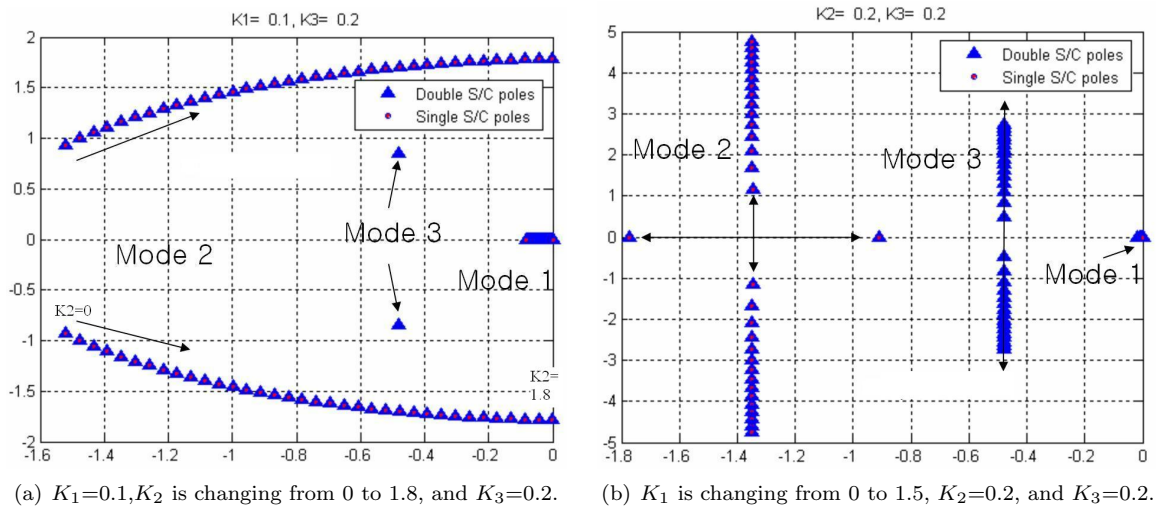 K1= 0.1, K3= 0.2
2
1.5
1
0.5
0
-0.5
-1
-1.5
-2
-1.6
-1.4
-1.2
-1
-0.8
-0.6
-0.4
-0.2
0
Double S/C poles
Single S/C poles
Mode 2
Mode 3
Mode 1
K2=0
K2=
1.8
(a) K₁=0.1,K₂ is changing from 0 to 1.8, and K₃=0.2.
K2= 0.2, K3= 0.2
5
4
3
2
1
0
-1
-2
-3
-4
-5
-1.8
-1.6
-1.4
-1.2
-1
-0.8
-0.6
-0.4
-0.2
0
Double S/C poles
Single S/C poles
Mode 2
Mode 3
Mode 1
(b) K₁ is changing from 0 to 1.5, K₂=0.2, and K₃=0.2.